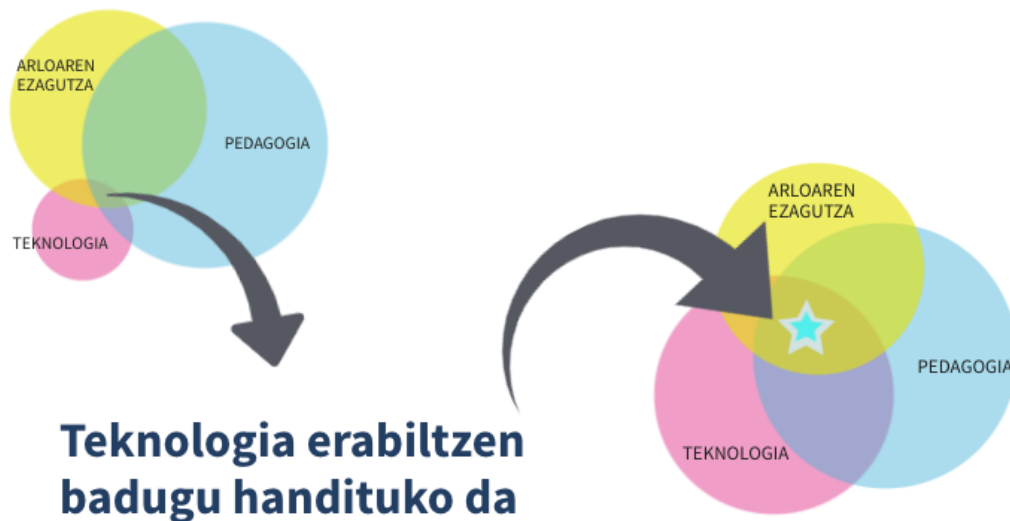 ARLOAREN
EZAGUTZA
PEDAGOGIA
TEKNOLOGIA
Teknologia erabiltzen
badugu handituko da
ARLOAREN
EZAGUTZA
PEDAGOGIA
TEKNOLOGIA